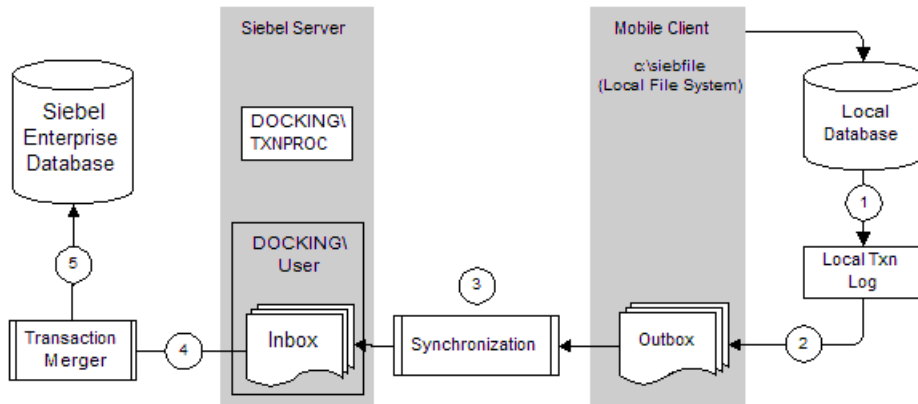 Siebel Server
Mobile Client
c:\siebfile
(Local File System)
Siebel
Enterprise
Database
DOCKING\
TXNPROC
Local
Database
1
DOCKING\
User
Inbox
3
Synchronization
Outbox
2
Local Txn
Log
5
4
Transaction
Merger